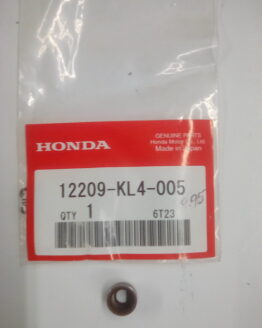 GENUINE PARTS
Honda Motor Co., Ltd.
Made in Japan
HONDA
12209-KL4-005
QTY 1 6T23